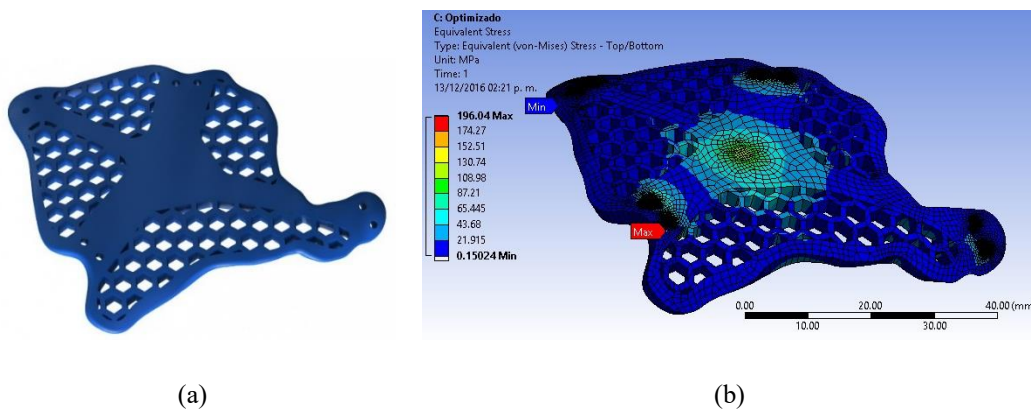 C: Optimizado
Equivalent Stress
Type: Equivalent (von-Mises) Stress - Top/Bottom
Unit: MPa
Time: 1
13/12/2016 02:21 p. m.
196.04 Max
174.27
152.51
130.74
108.98
87.21
65.445
43.68
21.915
0.15024 Min
Min
Max
0.00 20.00 40.00 (mm
10.00 30.00
(a) (b)